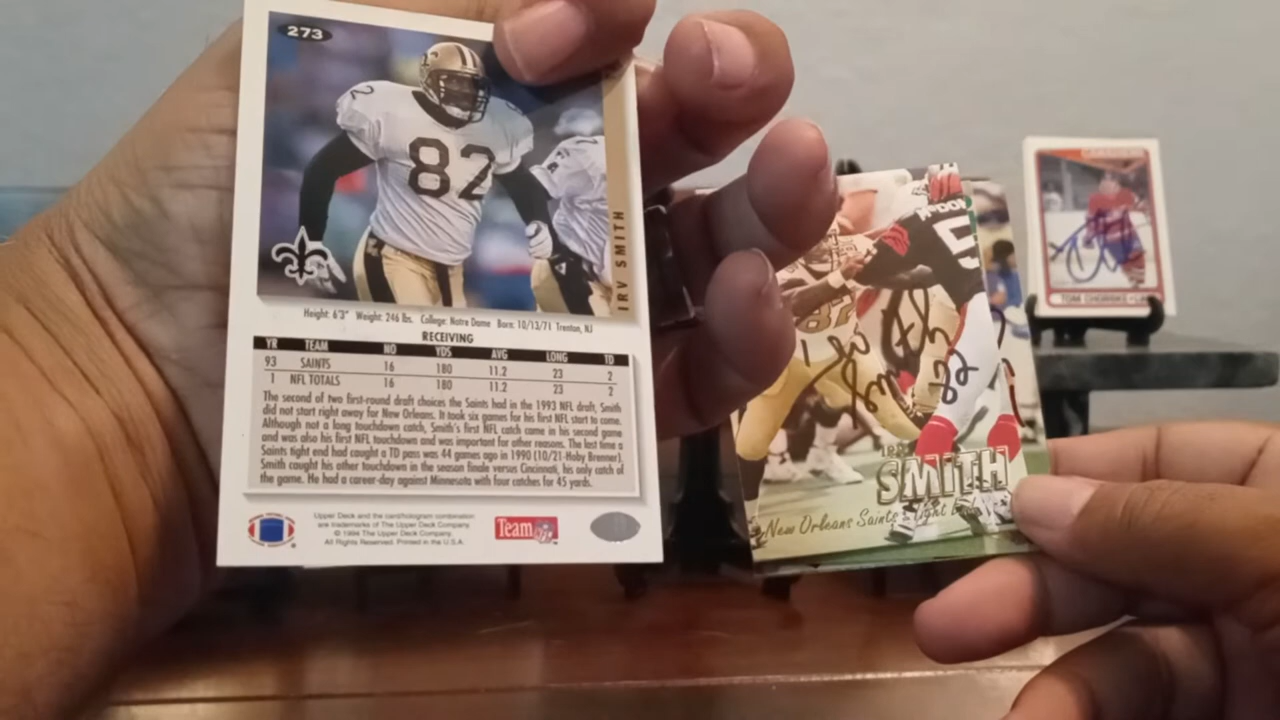 273
82
IRV SMITH
Height: 6'3" Weight: 246 lbs. College: Notre Dame Born: 10/13/71 Trenton, NJ
RECEIVING
YR TEAM NO YDS AVG LONG TD
93 SAINTS 16 180 11.2 23 2
1 NFL TOTALS 16 180 11.2 23 2
The second of two first-round draft choices the Saints had in the 1993 NFL draft, Smith
did not start right away for New Orleans. It took six games for his first NFL start to come.
Although not a long touchdown catch, Smith's first NFL catch came in his second game
and was also his first NFL touchdown and was important for other reasons. The last time a
Saints tight end had caught a TD pass was 44 games ago in 1990 (10/21-Hoby Brenner).
Smith caught his other touchdown in the season finale versus Cincinnati, his only catch of
the game. He had a career-day against Minnesota with four catches for 45 yards.
Upper Deck and the card/hologram combination
are trademarks of The Upper Deck Company.
© 1994 The Upper Deck Company.
All Rights Reserved. Printed in the U.S.A.
Team NFL
5
82
Smith
82
SMITH
New Orleans Saints
TOM CHORSKE